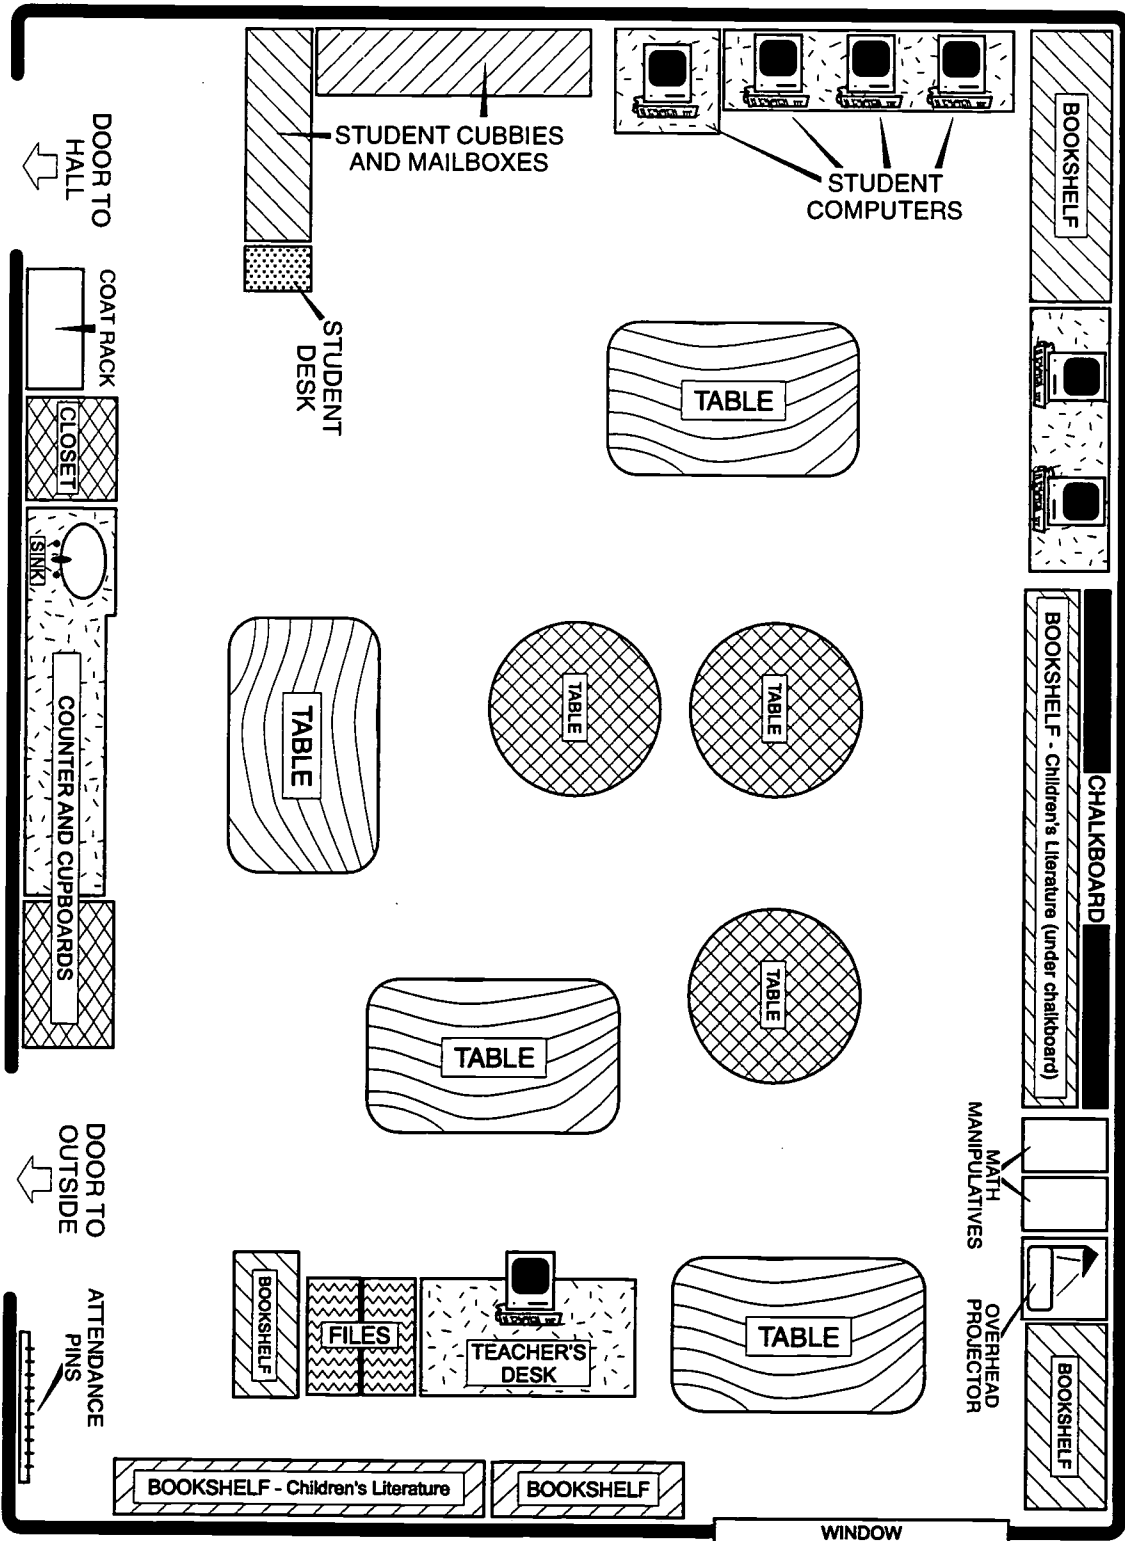 DOOR TO
HALL
STUDENT CUBBIES
AND MAILBOXES
STUDENT
COMPUTERS
BOOKSHELF
COAT RACK
STUDENT
DESK
TABLE
CLOSET
SINK
COUNTER AND CUPBOARDS
TABLE
TABLE
TABLE
BOOKSHELF - Children's Literature (under chalkboard)
CHALKBOARD
TABLE
TABLE
MATH
MANIPULATIVES
DOOR TO
OUTSIDE
OVERHEAD
PROJECTOR
ATTENDANCE
PINS
BOOKSHELF
FILES
TEACHER'S
DESK
TABLE
BOOKSHELF
BOOKSHELF - Children's Literature
BOOKSHELF
WINDOW